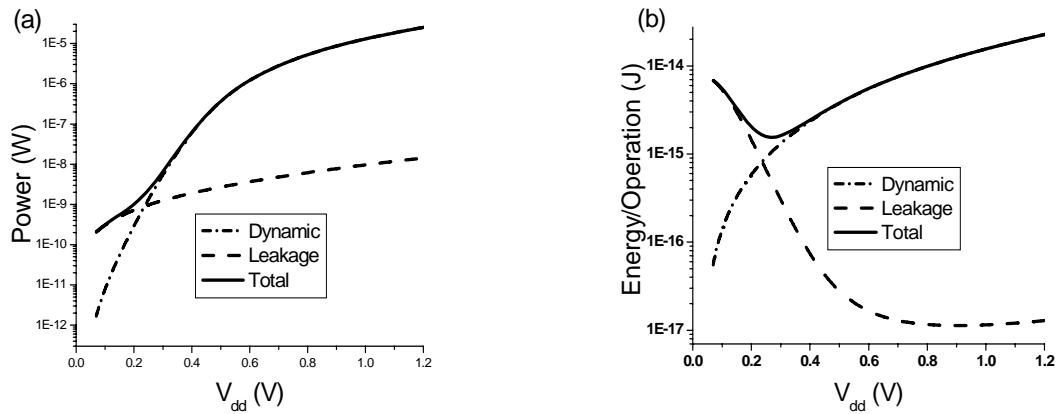 (a)
Power (W)
1E-5
1E-6
1E-7
1E-8
1E-9
1E-10
1E-11
1E-12
Dynamic
Leakage
Total
0.0 0.2 0.4 0.6 0.8 1.0 1.2
Vdd (V)
(b)
Energy/Operation (J)
1E-14
1E-15
1E-16
1E-17
Dynamic
Leakage
Total
0.0 0.2 0.4 0.6 0.8 1.0 1.2
Vdd (V)